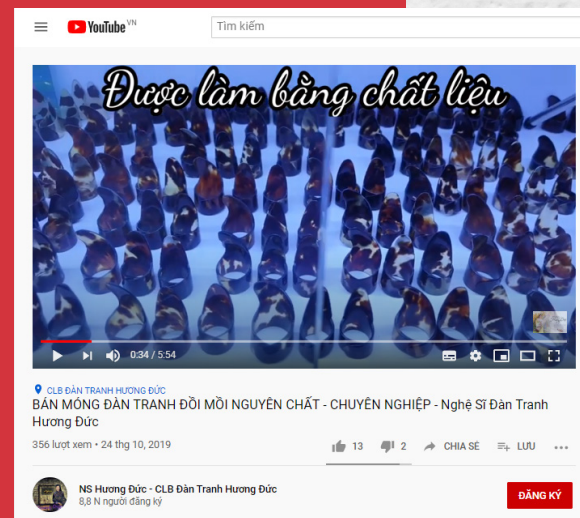 YouTube VN
Tìm kiếm
Được làm bằng chất liệu
0:34 / 5:54
CLB ĐÀN TRANH HƯƠNG ĐỨC
BÁN MÓNG ĐÀN TRANH ĐỒI MỒI NGUYÊN CHẤT - CHUYÊN NGHIỆP - Nghệ Sĩ Đàn Tranh
Hương Đức
356 lượt xem • 24 thg 10, 2019
13 2 CHIA SẺ LƯU
NS Hương Đức - CLB Đàn Tranh Hương Đức
8,8 N người đăng ký
ĐĂNG KÝ